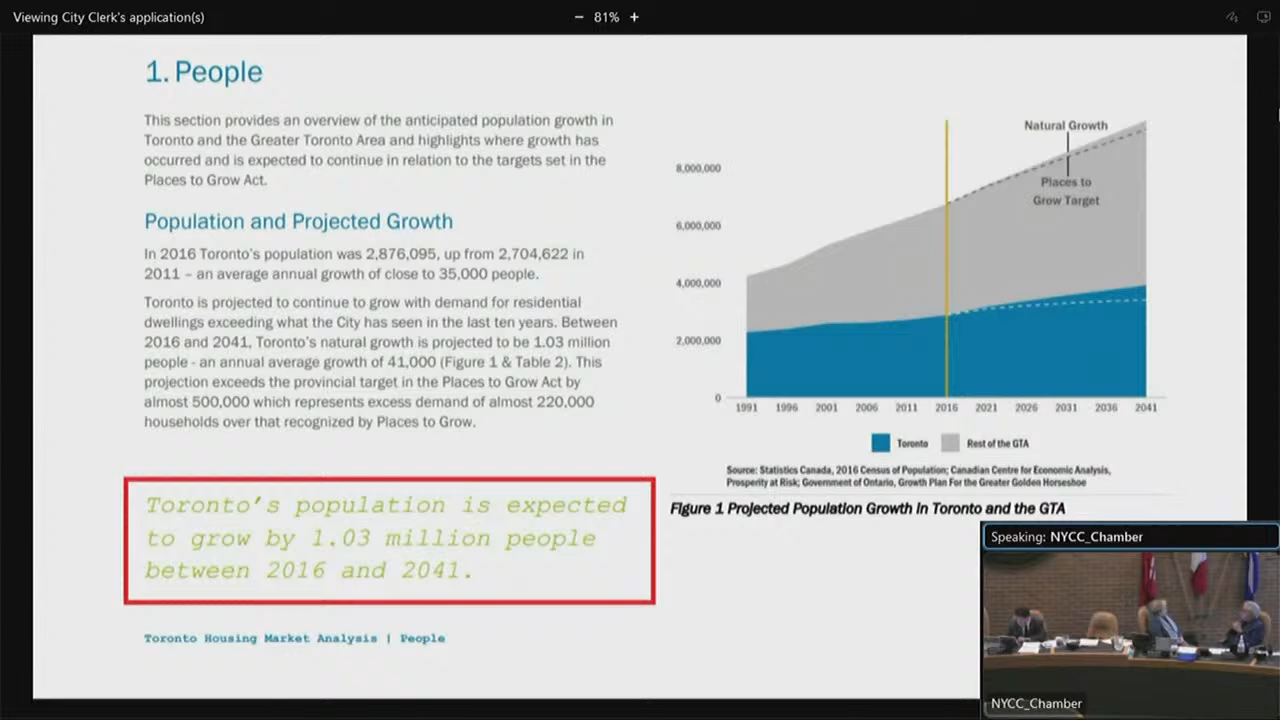 Viewing City Clerk's application(s)
− 81% +
1. People
This section provides an overview of the anticipated population growth in
Toronto and the Greater Toronto Area and highlights where growth has
occurred and is expected to continue in relation to the targets set in the
Places to Grow Act.
Population and Projected Growth
In 2016 Toronto's population was 2,876,095, up from 2,704,622 in
2011 – an average annual growth of close to 35,000 people.
Toronto is projected to continue to grow with demand for residential
dwellings exceeding what the City has seen in the last ten years. Between
2016 and 2041, Toronto's natural growth is projected to be 1.03 million
people - an annual average growth of 41,000 (Figure 1 & Table 2). This
projection exceeds the provincial target in the Places to Grow Act by
almost 500,000 which represents excess demand of almost 220,000
households over that recognized by Places to Grow.
Toronto's population is expected
to grow by 1.03 million people
between 2016 and 2041.
Toronto Housing Market Analysis | People
Natural Growth
Places to
Grow Target
8,000,000
6,000,000
4,000,000
2,000,000
0
1991 1996 2001 2006 2011 2016 2021 2026 2031 2036 2041
Toronto Rest of the GTA
Source: Statistics Canada, 2016 Census of Population; Canadian Centre for Economic Analysis,
Prosperity at Risk; Government of Ontario, Growth Plan For the Greater Golden Horseshoe
Figure 1 Projected Population Growth in Toronto and the GTA
Speaking: NYCC_Chamber
NYCC_Chamber